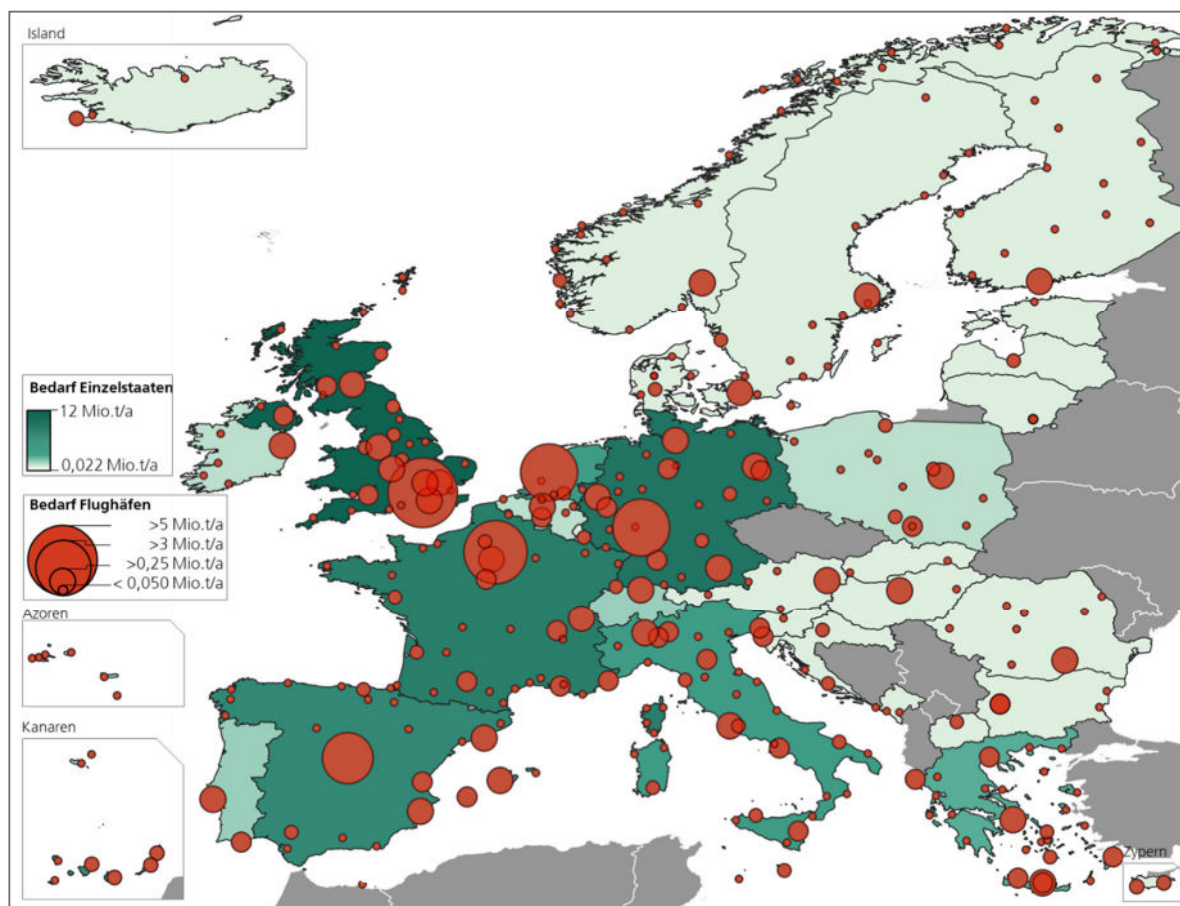 Island
Bedarf Einzelstaaten
12 Mio.t/a
0,022 Mio.t/a
Bedarf Flughäfen
>5 Mio.t/a
>3 Mio.t/a
>0,25 Mio.t/a
< 0,050 Mio.t/a
Azoren
Kanaren
Zypern